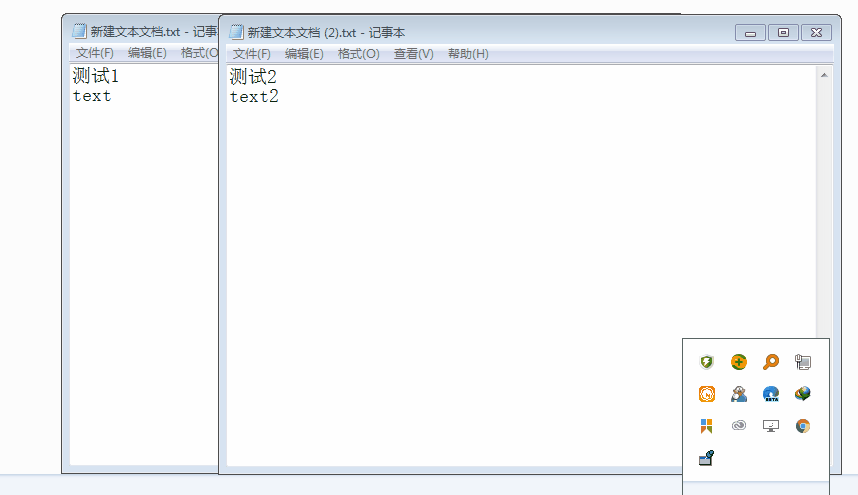 新建文本文档.txt - 记事
文件(F) 编辑(E) 格式(O
测试1
text
新建文本文档 (2).txt - 记事本
文件(F) 编辑(E) 格式(O) 查看(V) 帮助(H)
测试2
text2
BETA